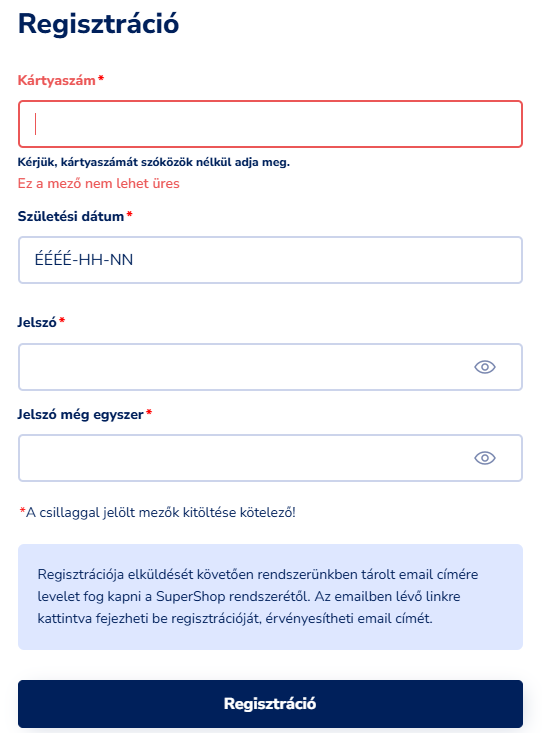 Regisztráció
Kártyaszám*
Kérjük, kártyaszámát szóközök nélkül adja meg.
Ez a mező nem lehet üres
Születési dátum*
ÉÉÉÉ-HH-NN
Jelszó*
Jelszó még egyszer*
*A csillaggal jelölt mezők kitöltése kötelező!
Regisztrációja elküldését követően rendszerünkben tárolt email címére
levelet fog kapni a SuperShop rendszerétől. Az emailben lévő linkre
kattintva fejezheti be regisztrációját, érvényesítheti email címét.
Regisztráció